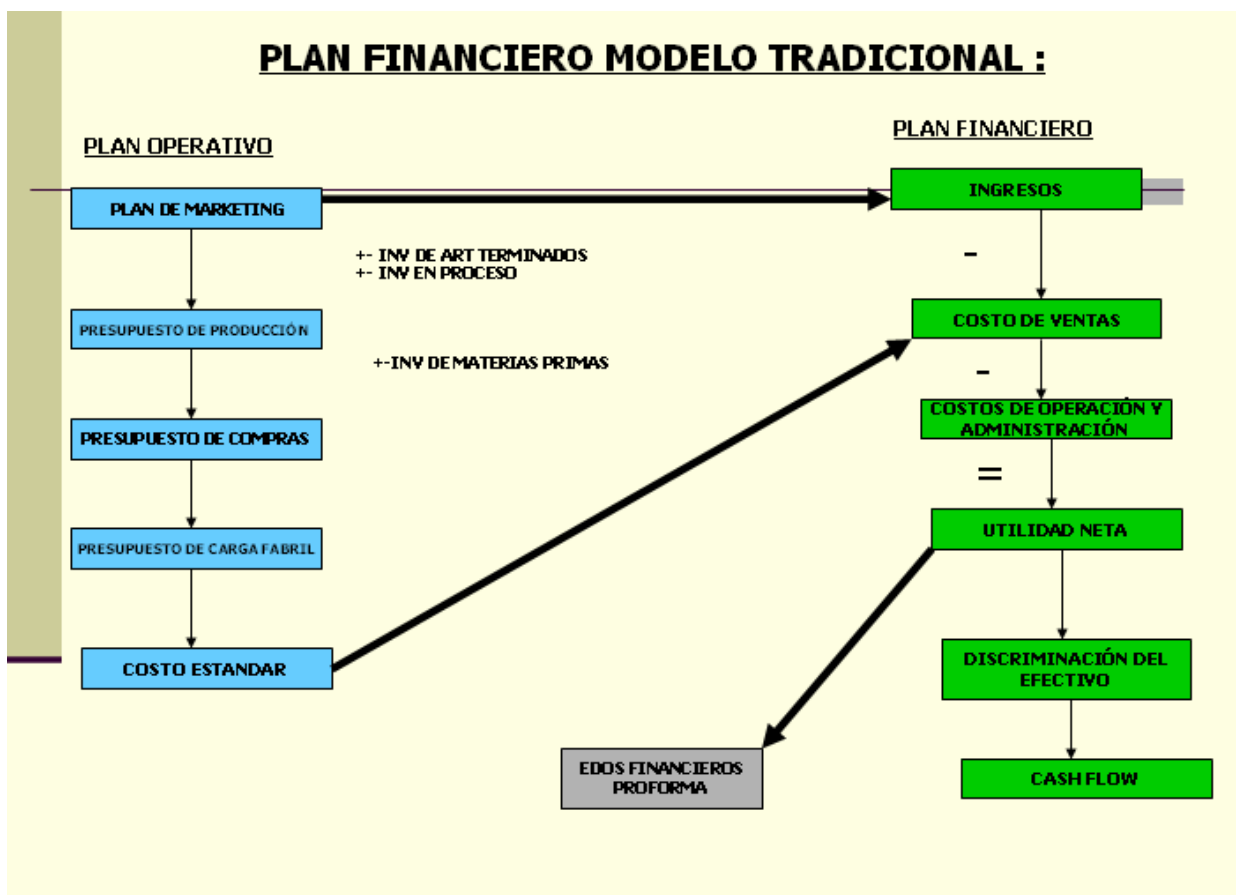 PLAN FINANCIERO MODELO TRADICIONAL :
PLAN OPERATIVO
PLAN FINANCIERO
PLAN DE MARKETING
INGRESOS
+- INV DE ART TERMINADOS
+- INV EN PROCESO
-
PRESUPUESTO DE PRODUCCIÓN
COSTO DE VENTAS
+-INV DE MATERIAS PRIMAS
-
PRESUPUESTO DE COMPRAS
COSTOS DE OPERACIÓN Y
ADMINISTRACIÓN
=
PRESUPUESTO DE CARGA FABRIL
UTILIDAD NETA
COSTO ESTANDAR
DISCRIMINACIÓN DEL
EFECTIVO
EDOS FINANCIEROS
PROFORMA
CASH FLOW